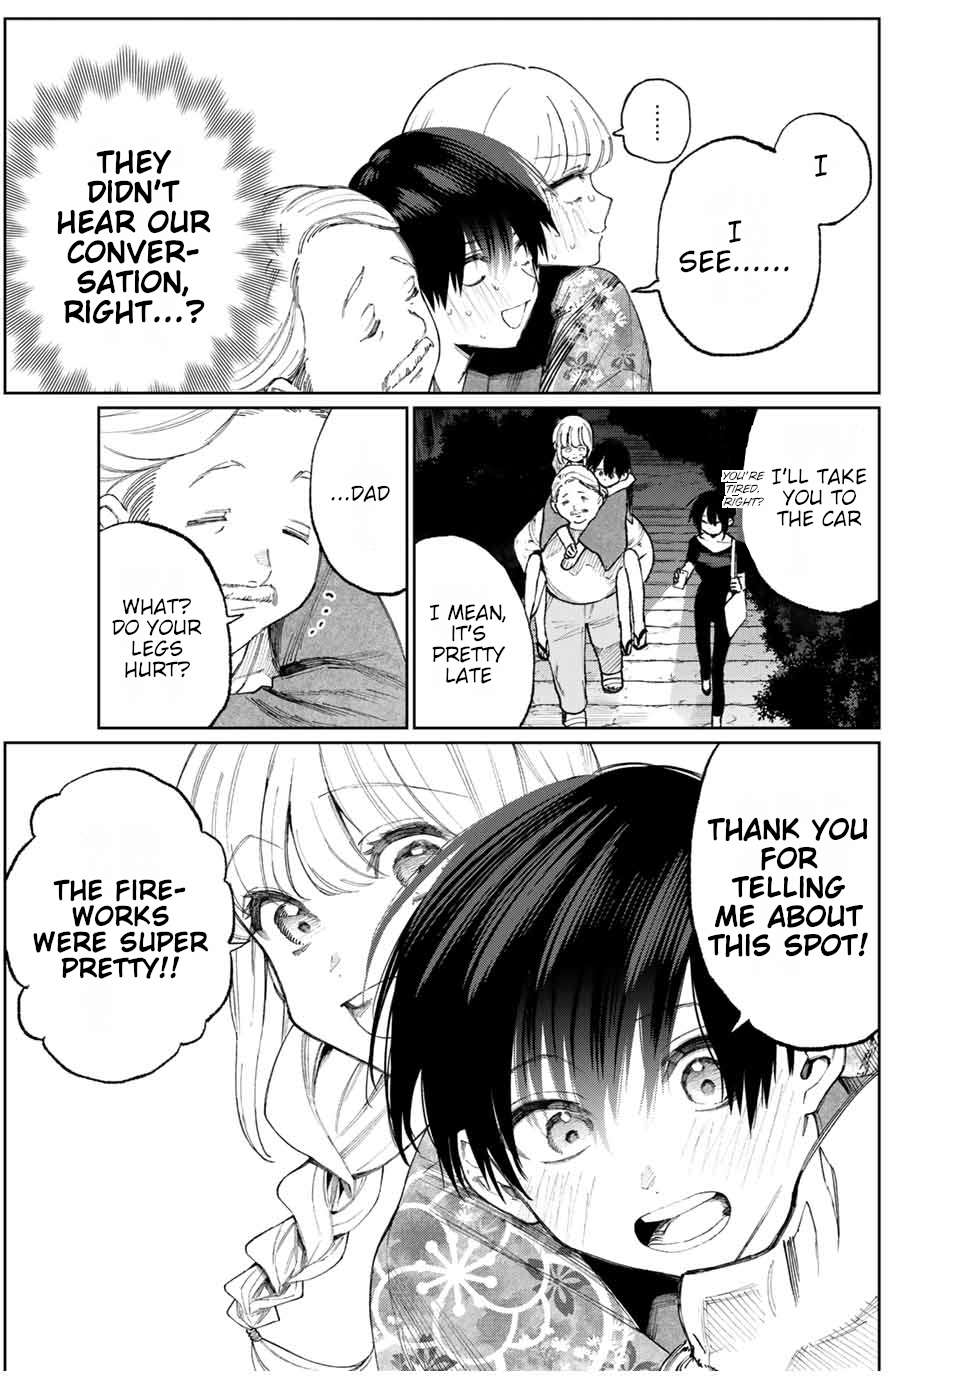 I
I
SEE......
......
THEY
DIDN'T
HEAR OUR
CONVER-
SATION,
RIGHT...?
I'LL TAKE
YOU TO
THE CAR
YOU'RE
TIRED,
RIGHT?
I MEAN,
IT'S
PRETTY
LATE
...DAD
WHAT?
DO YOUR
LEGS
HURT?
THANK YOU
FOR
TELLING
ME ABOUT
THIS SPOT!
THE FIRE-
WORKS
WERE SUPER
PRETTY!!